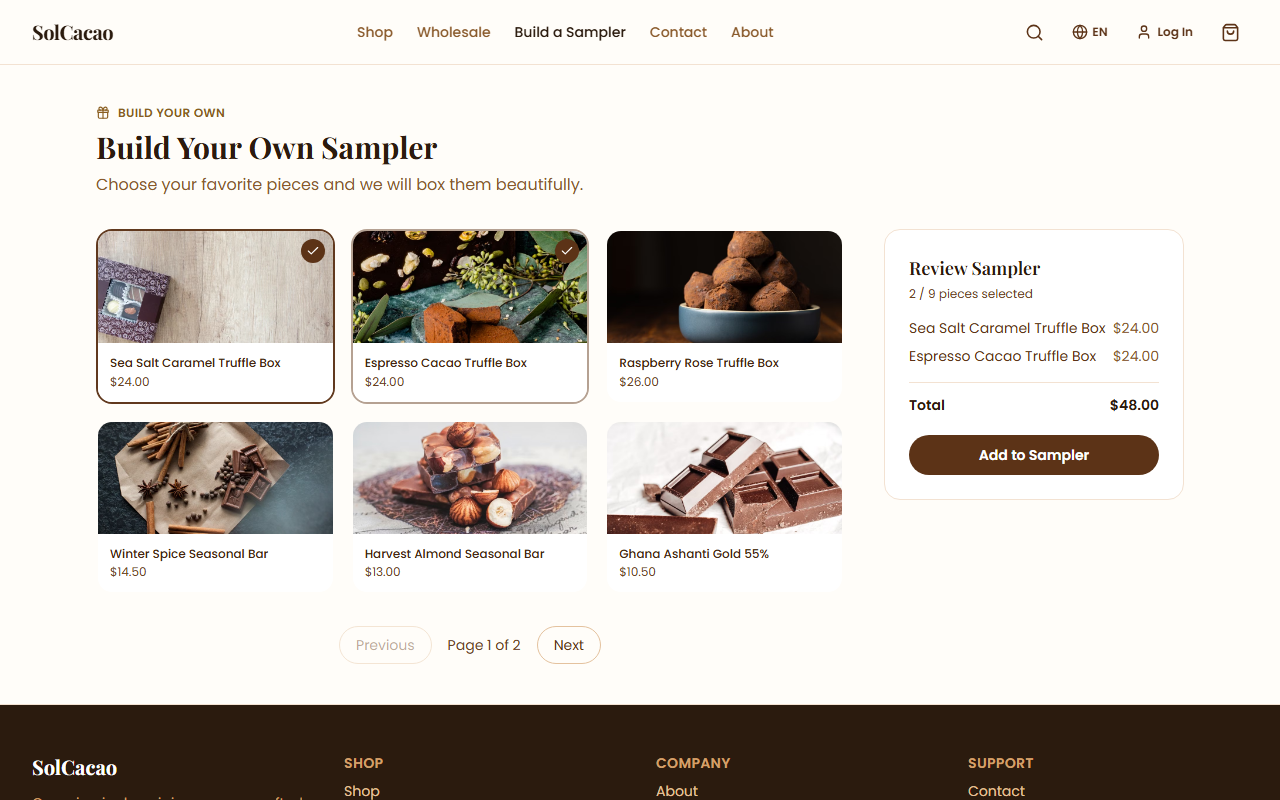 SolCacao
Shop
Wholesale
Build a Sampler
Contact
About
EN
Log In
BUILD YOUR OWN
Build Your Own Sampler
Choose your favorite pieces and we will box them beautifully.
Sea Salt Caramel Truffle Box
$24.00
Espresso Cacao Truffle Box
$24.00
Raspberry Rose Truffle Box
$26.00
Winter Spice Seasonal Bar
$14.50
Harvest Almond Seasonal Bar
$13.00
Ghana Ashanti Gold 55%
$10.50
Previous
Page 1 of 2
Next
Review Sampler
2 / 9 pieces selected
Sea Salt Caramel Truffle Box $24.00
Espresso Cacao Truffle Box $24.00
Total $48.00
Add to Sampler
SolCacao
SHOP
Shop
COMPANY
About
SUPPORT
Contact